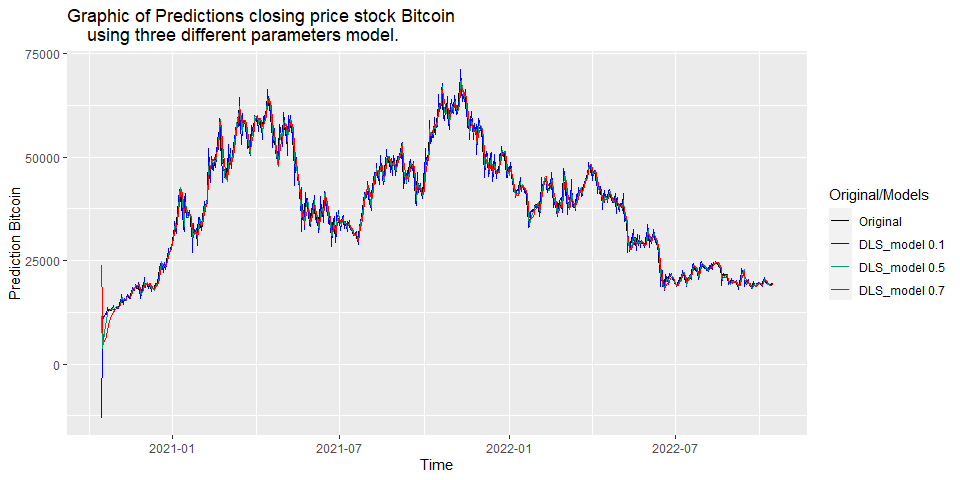 Graphic of Predictions closing price stock Bitcoin
using three different parameters model.
75000
50000
25000
0
Prediction Bitcoin
2021-01
2021-07
2022-01
2022-07
Time
Original/Models
Original
DLS_model 0.1
DLS_model 0.5
DLS_model 0.7